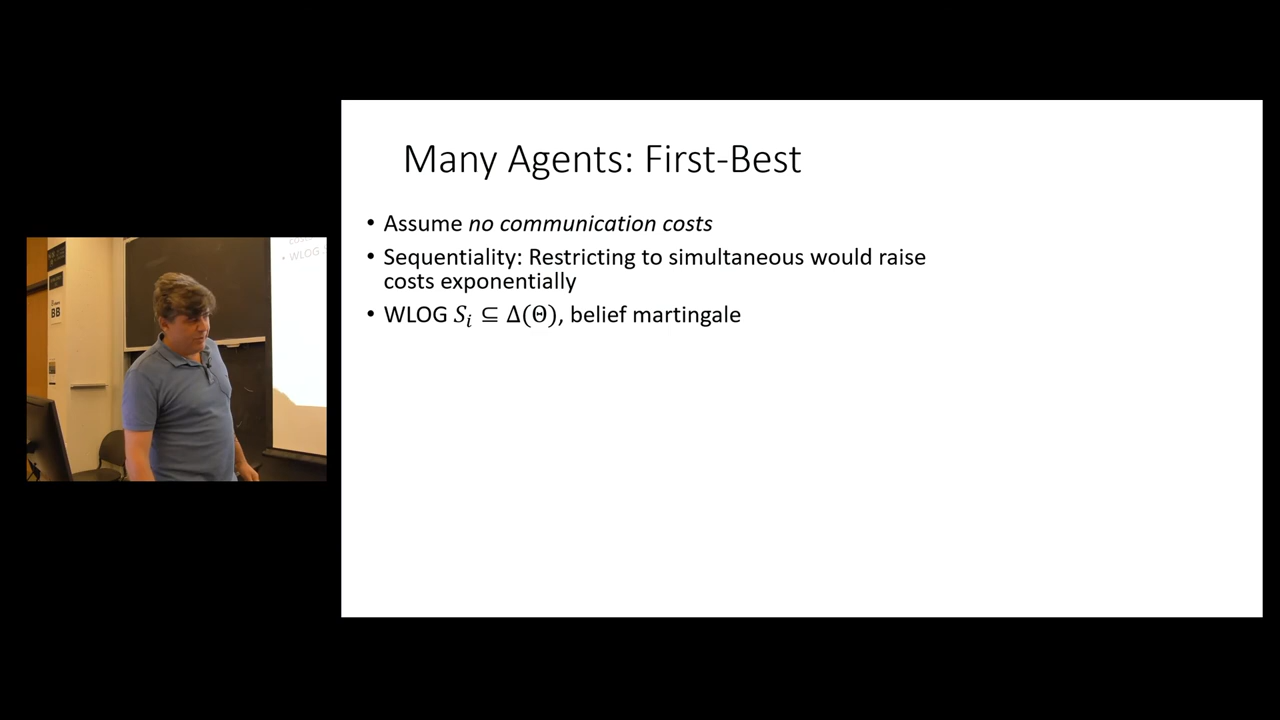 Many Agents: First-Best
• Assume no communication costs
• Sequentiality: Restricting to simultaneous would raise
costs exponentially
• WLOG Sᵢ ⊆ Δ(Θ), belief martingale
BB
• WLOG